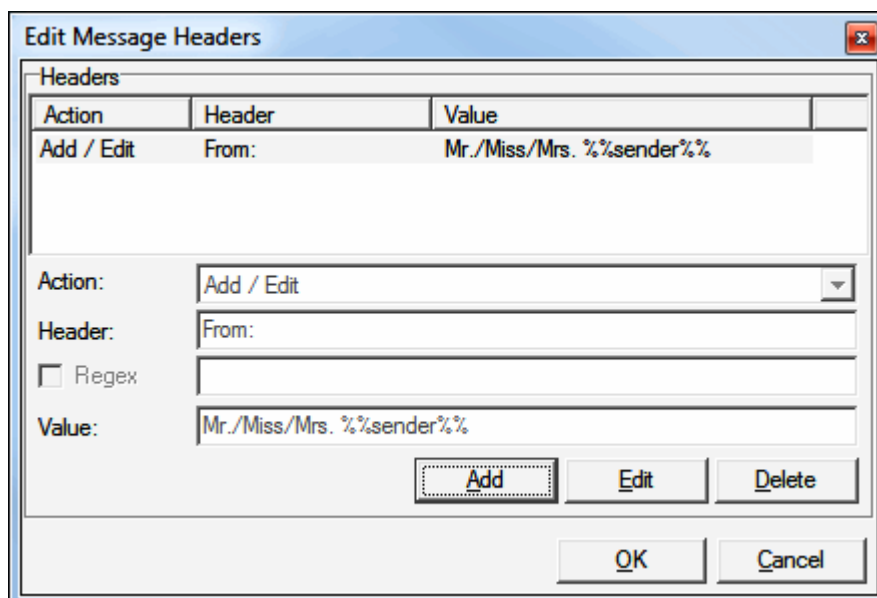 Edit Message Headers
Headers
Action Header Value
Add / Edit From: Mr./Miss/Mrs. %%sender%%
Action: Add / Edit
Header: From:
Regex
Value: Mr./Miss/Mrs. %%sender%%
Add Edit Delete
OK Cancel